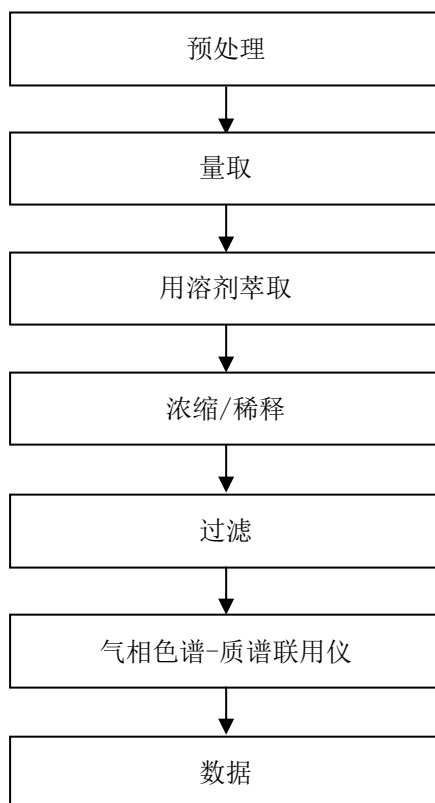 预处理
量取
用溶剂萃取
浓缩/稀释
过滤
气相色谱-质谱联用仪
数据